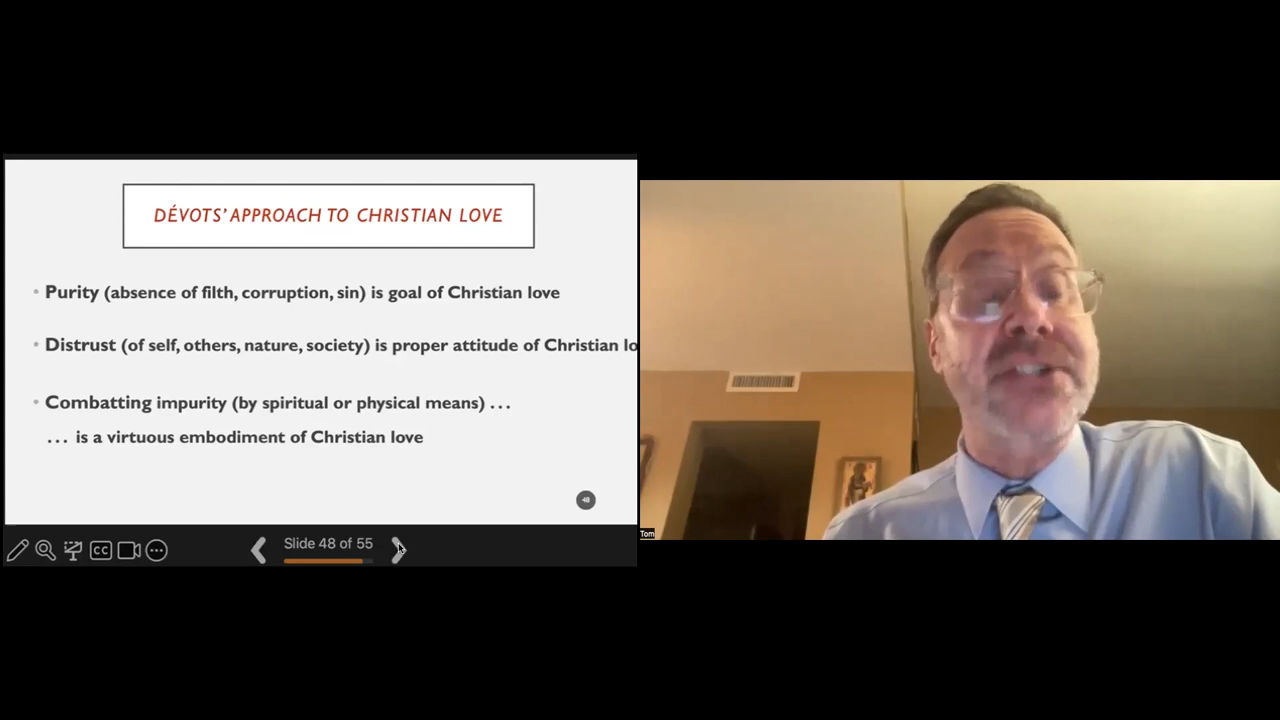 DÉVOTS' APPROACH TO CHRISTIAN LOVE
• Purity (absence of filth, corruption, sin) is goal of Christian love
• Distrust (of self, others, nature, society) is proper attitude of Christian lo
• Combatting impurity (by spiritual or physical means) ...
... is a virtuous embodiment of Christian love
48
CC
Slide 48 of 55
Tom